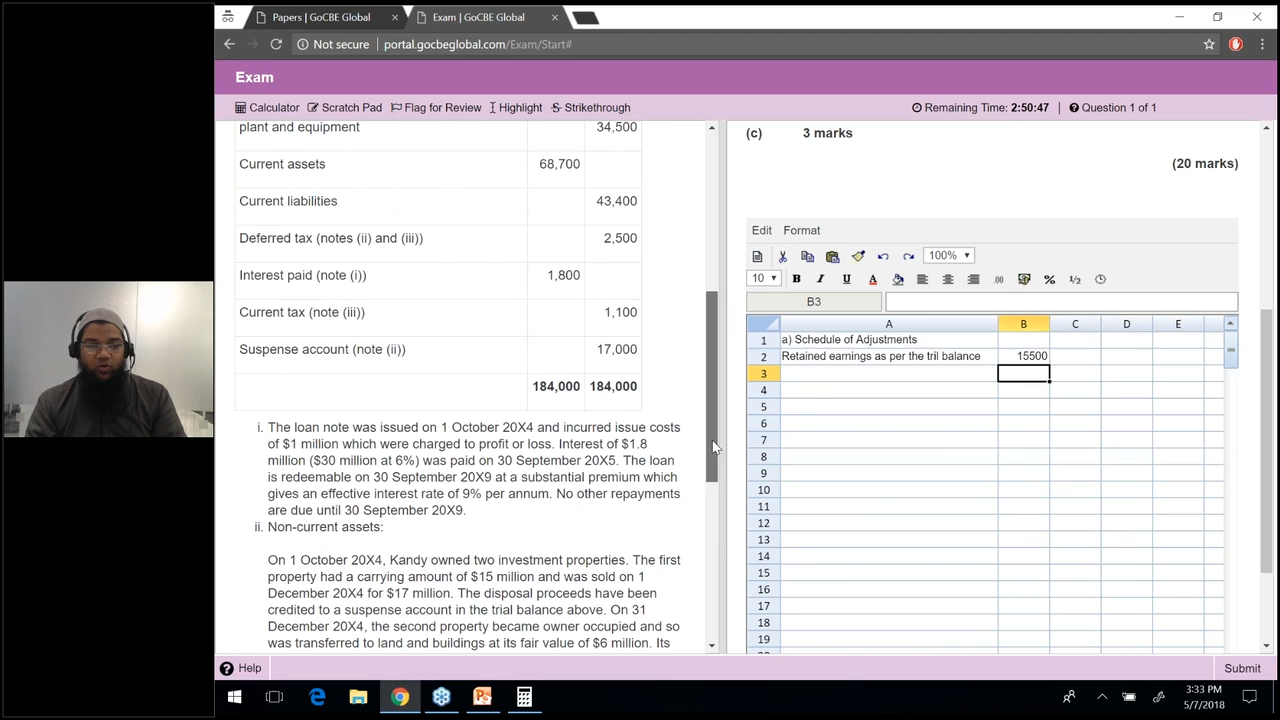 Papers | GoCBE Global
Exam | GoCBE Global
Not secure portal.gocbeglobal.com/Exam/Start#
Exam
Calculator Scratch Pad Flag for Review Highlight Strikethrough
Remaining Time: 2:50:47 Question 1 of 1
plant and equipment 34,500
Current assets 68,700
Current liabilities 43,400
Deferred tax (notes (ii) and (iii)) 2,500
Interest paid (note (i)) 1,800
Current tax (note (iii)) 1,100
Suspense account (note (ii)) 17,000
184,000 184,000
i. The loan note was issued on 1 October 20X4 and incurred issue costs
of $1 million which were charged to profit or loss. Interest of $1.8
million ($30 million at 6%) was paid on 30 September 20X5. The loan
is redeemable on 30 September 20X9 at a substantial premium which
gives an effective interest rate of 9% per annum. No other repayments
are due until 30 September 20X9.
ii. Non-current assets:
On 1 October 20X4, Kandy owned two investment properties. The first
property had a carrying amount of $15 million and was sold on 1
December 20X4 for $17 million. The disposal proceeds have been
credited to a suspense account in the trial balance above. On 31
December 20X4, the second property became owner occupied and so
was transferred to land and buildings at its fair value of $6 million. Its
(c) 3 marks
(20 marks)
Edit Format
100%
10 B I U A .00 % 1/2
B3
A B C D E
1 a) Schedule of Adjustments
2 Retained earnings as per the tril balance 15500
3
4
5
6
7
8
9
10
11
12
13
14
15
16
17
18
19
Help
Submit
3:33 PM
5/7/2018